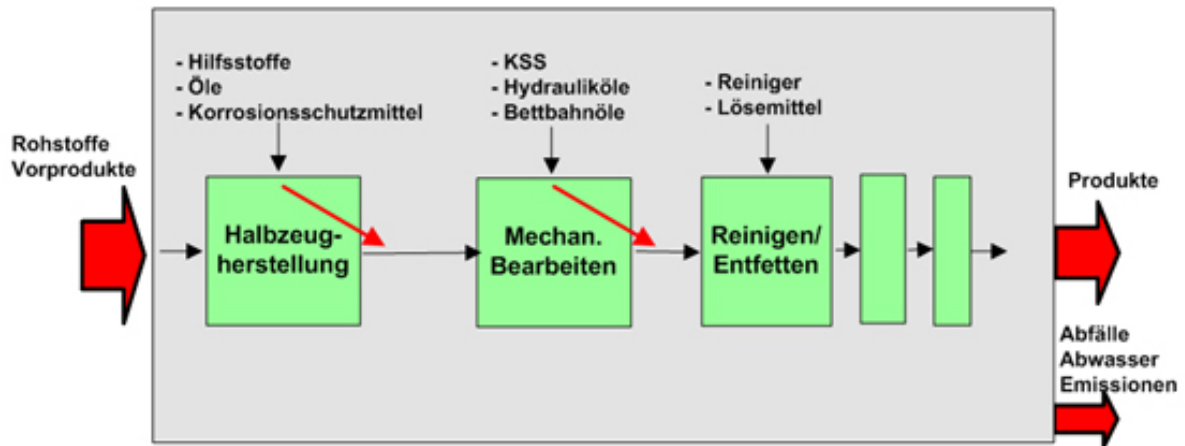 - Hilfsstoffe
- Öle
- Korrosionsschutzmittel
- KSS
- Hydrauliköle
- Bettbahnöle
- Reiniger
- Lösemittel
Rohstoffe
Vorprodukte
Halbzeug-
herstellung
Mechan.
Bearbeiten
Reinigen/
Entfetten
Produkte
Abfälle
Abwasser
Emissionen